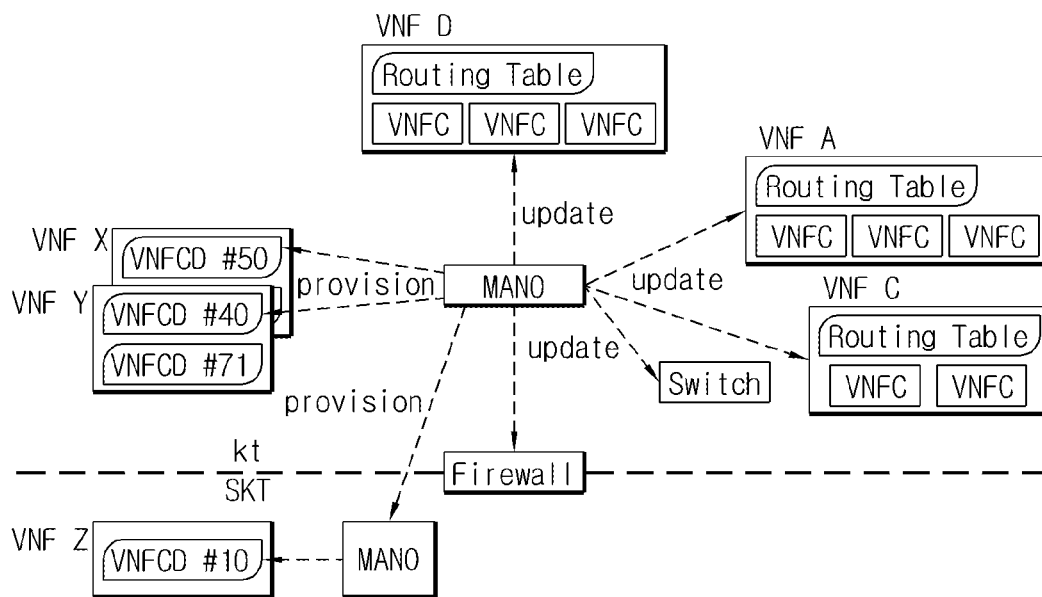 VNF D
Routing Table
VNFC VNFC VNFC
VNF A
Routing Table
VNFC VNFC VNFC
update
VNF X
VNFCD #50
provision
MANO
update
VNF C
Routing Table
VNFC VNFC
VNF Y
VNFCD #40
VNFCD #71
update
Switch
provision
kt
Firewall
SKT
VNF Z
VNFCD #10
MANO